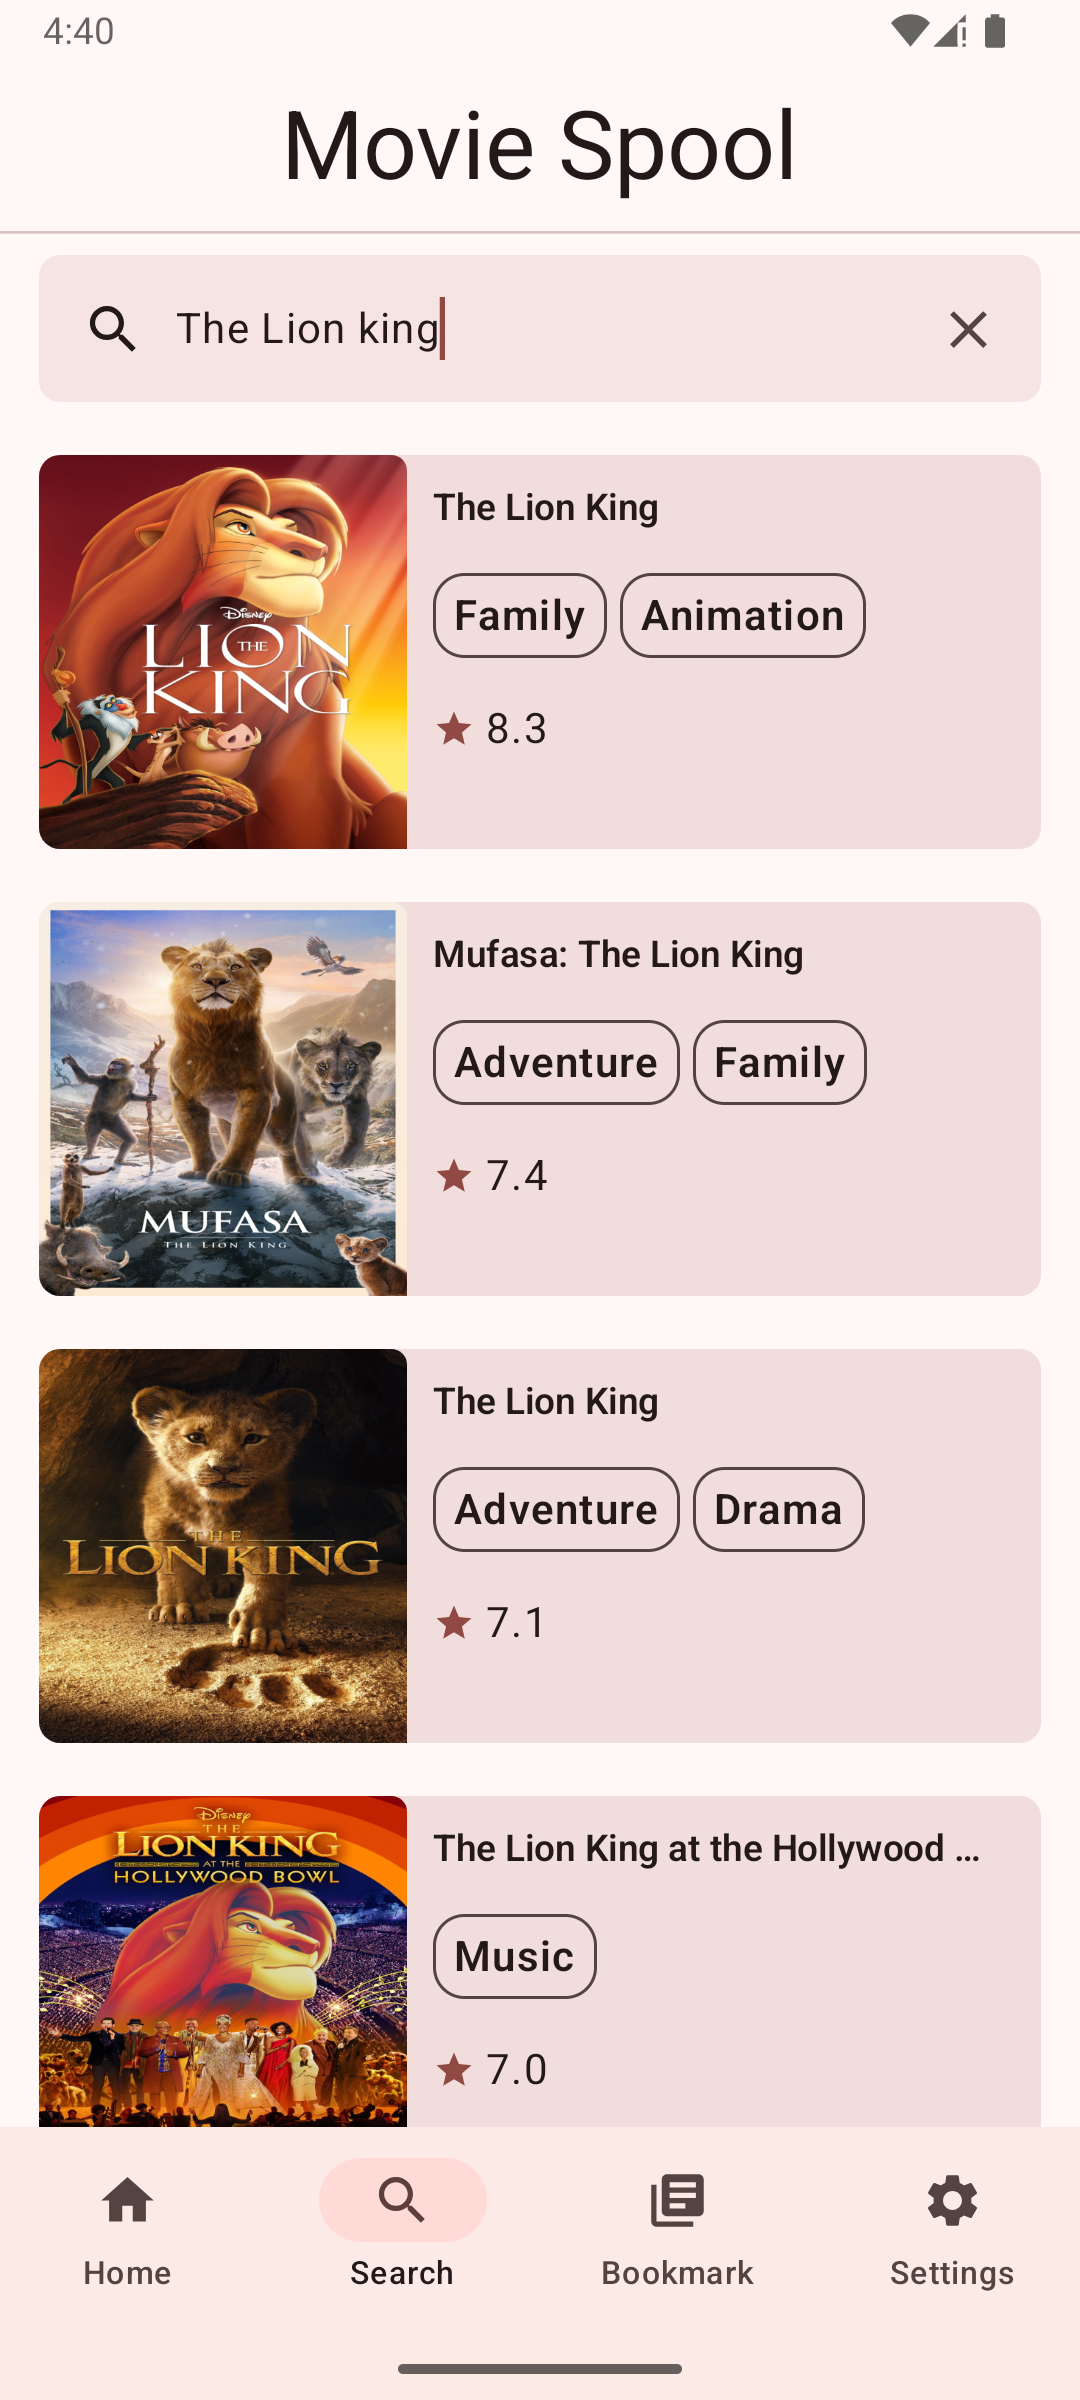 4:40
Movie Spool
The Lion king
Disney
THE
LION
KING
The Lion King
Family
Animation
8.3
MUFASA
THE LION KING
Mufasa: The Lion King
Adventure
Family
7.4
THE
LION KING
The Lion King
Adventure
Drama
7.1
Disney
THE
LION KING
AT THE
HOLLYWOOD BOWL
The Lion King at the Hollywood ...
Music
7.0
Home
Search
Bookmark
Settings